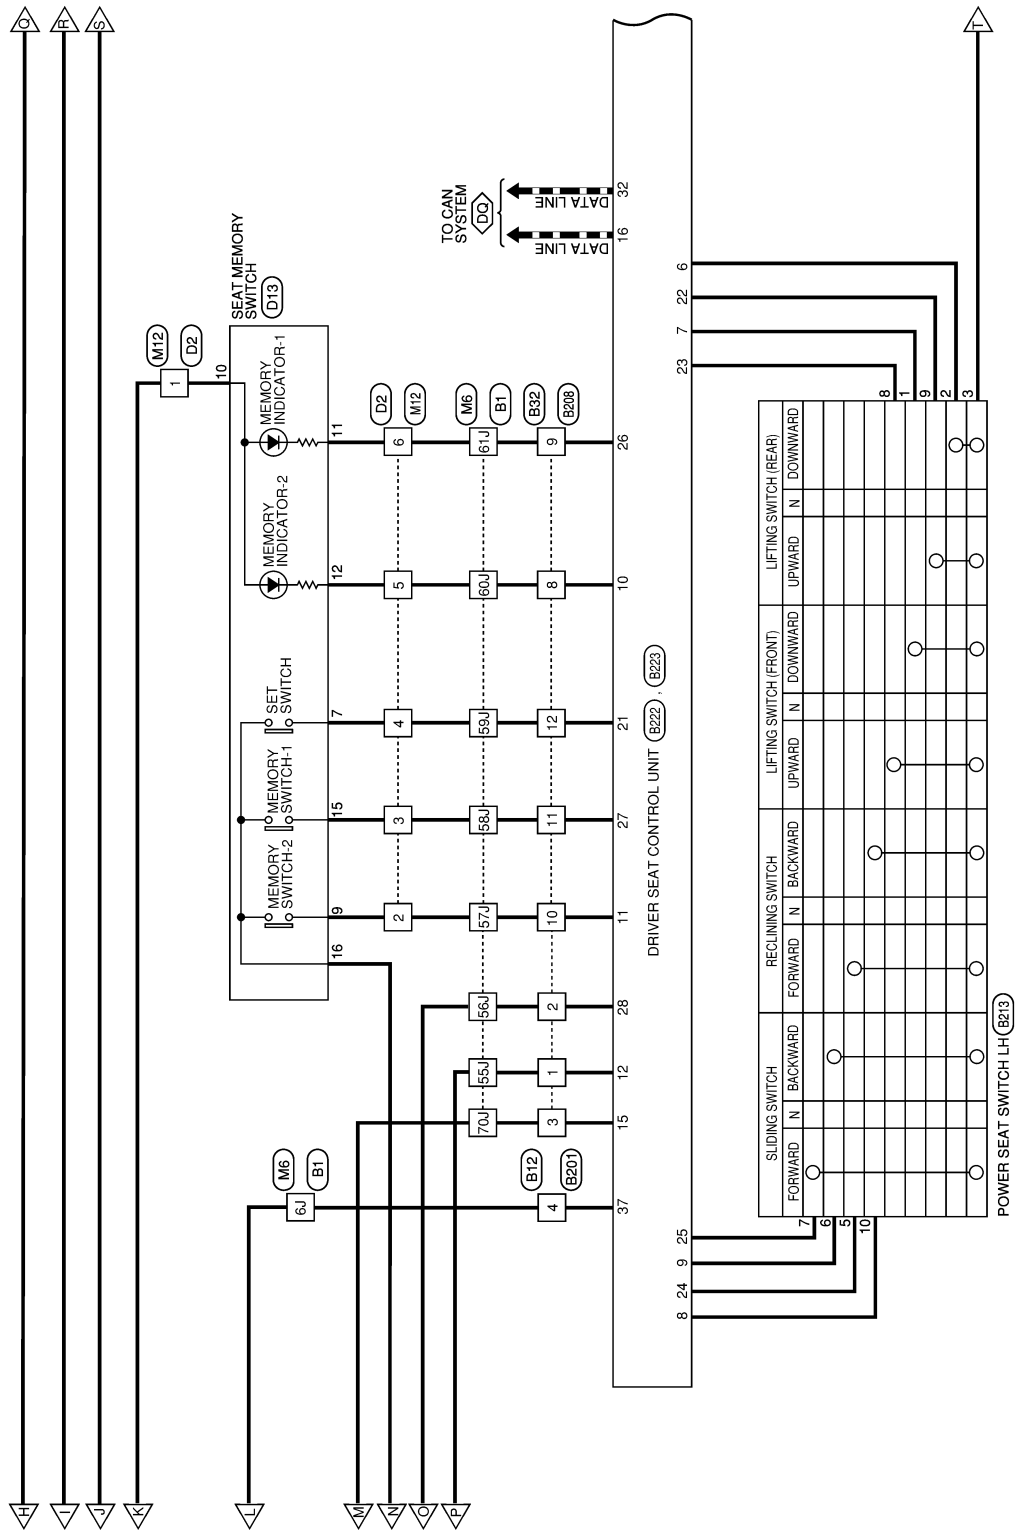 Q
R
S
H
I
J
K
L
M
N
O
P
T
M12
D2
1
10
SEAT MEMORY
SWITCH
D13
MEMORY
INDICATOR-1
11
MEMORY
INDICATOR-2
12
SET
SWITCH
7
MEMORY
SWITCH-1
15
MEMORY
SWITCH-2
9
16
D2
M12
M6
B1
B32
B208
6
61J
9
26
5
60J
8
10
4
59J
12
21
3
58J
11
27
2
57J
10
11
56J
2
28
55J
1
12
70J
3
15
M6
B1
6J
B12
B201
4
37
TO CAN
SYSTEM
DQ
DATA LINE
32
DATA LINE
16
DRIVER SEAT CONTROL UNIT
B222 , B223
6
22
7
23
25
9
24
8
8
1
9
2
3
7
6
5
10
SLIDING SWITCH
RECLINING SWITCH
LIFTING SWITCH (FRONT)
LIFTING SWITCH (REAR)
FORWARD
N
BACKWARD
FORWARD
N
BACKWARD
UPWARD
N
DOWNWARD
UPWARD
N
DOWNWARD
POWER SEAT SWITCH LH
B213